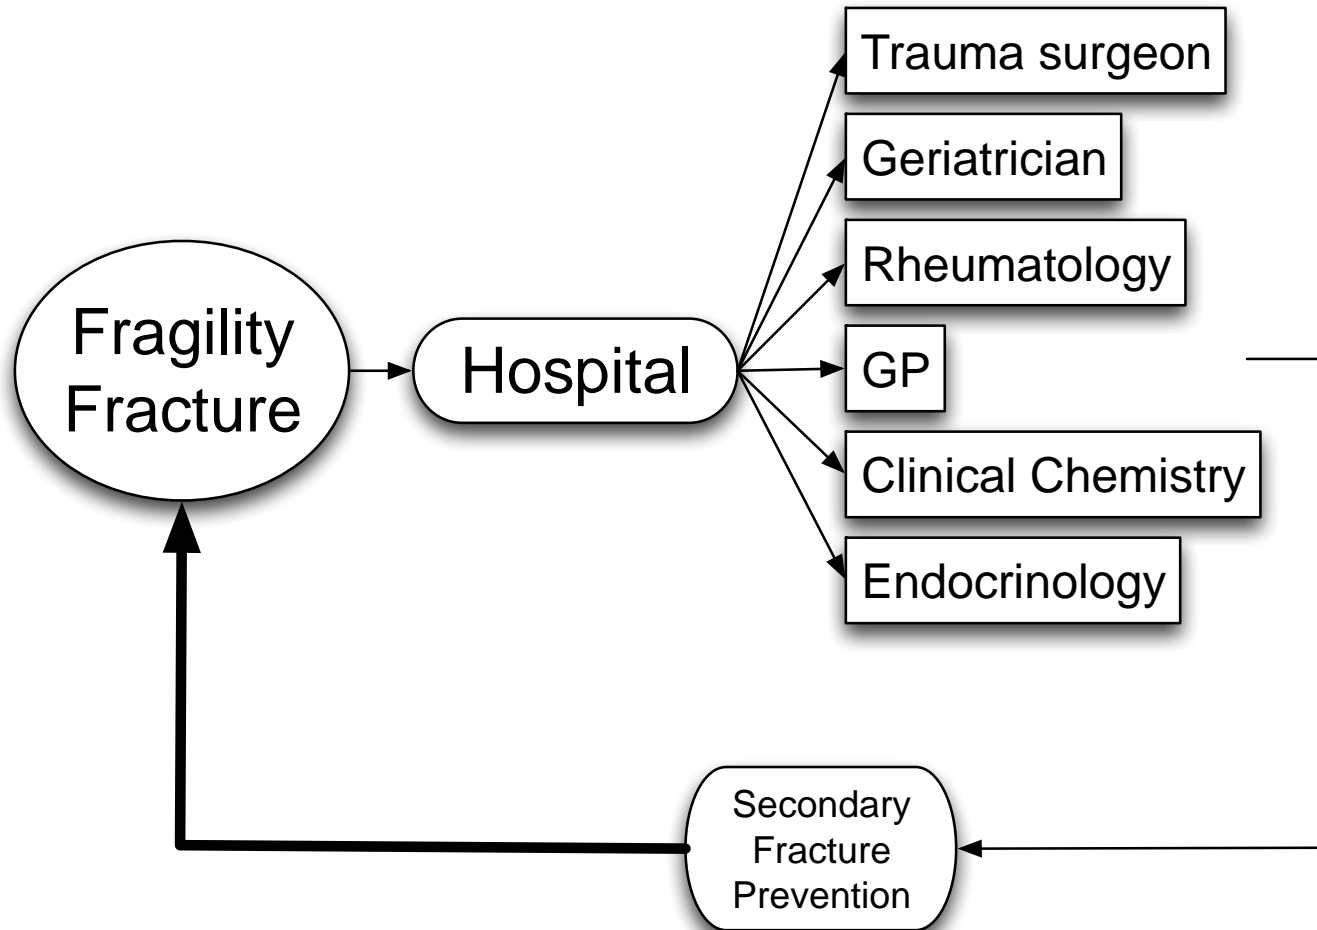 Trauma surgeon
Geriatrician
Rheumatology
Fragility
Fracture
Hospital
GP
Clinical Chemistry
Endocrinology
Secondary
Fracture
Prevention